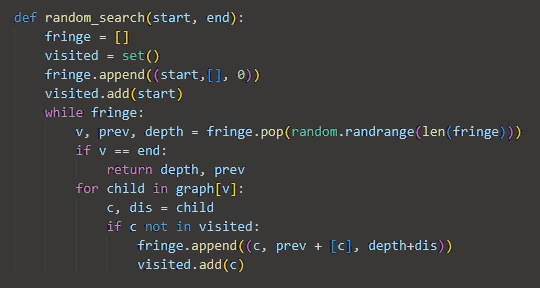 def random_search(start, end):
    fringe = []
    visited = set()
    fringe.append((start,[], 0))
    visited.add(start)
    while fringe:
        v, prev, depth = fringe.pop(random.randrange(len(fringe)))
        if v == end:
            return depth, prev
        for child in graph[v]:
            c, dis = child
            if c not in visited:
                fringe.append((c, prev + [c], depth+dis))
                visited.add(c)